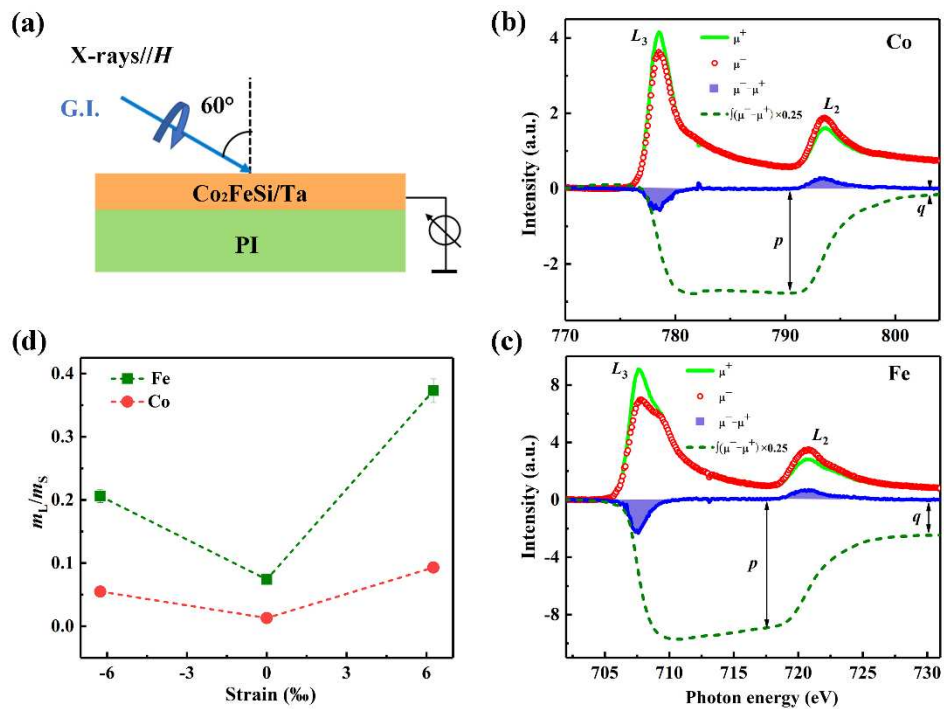 (a)
X-rays//H
G.I.
60°
Co₂FeSi/Ta
PI
(b)
Co
L₃
L₂
μ⁺
μ⁻
μ⁻-μ⁺
∫(μ⁻-μ⁺)×0.25
p
q
Intensity (a.u.)
4
2
0
-2
770 780 790 800
(c)
Fe
L₃
L₂
μ⁺
μ⁻
μ⁻-μ⁺
∫(μ⁻-μ⁺)×0.25
p
q
Intensity (a.u.)
8
4
0
-4
-8
705 710 715 720 725 730
Photon energy (eV)
(d)
Fe
Co
m_L/m_S
0.4
0.3
0.2
0.1
0.0
-6 -3 0 3 6
Strain (‰)